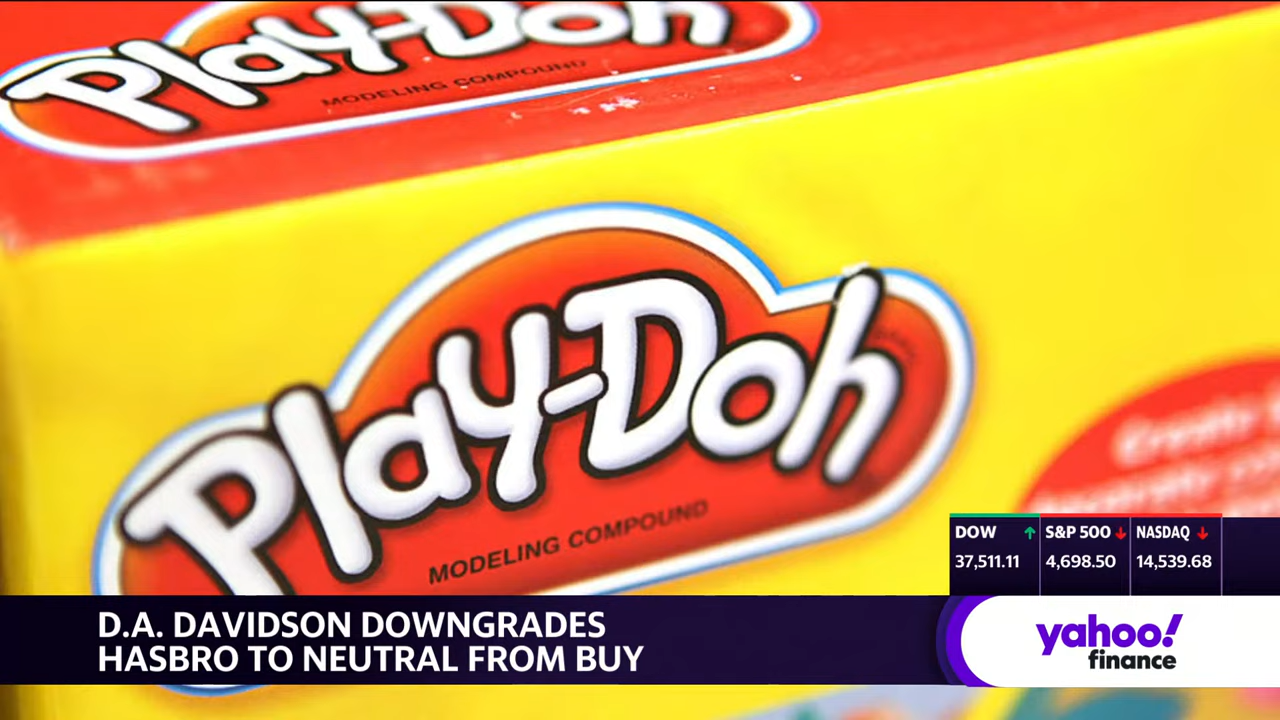 Play-Doh
MODELING COMPOUND
Play-Doh
MODELING COMPOUND
Create
DOW
37,511.11
S&P 500
4,698.50
NASDAQ
14,539.68
D.A. DAVIDSON DOWNGRADES
HASBRO TO NEUTRAL FROM BUY
yahoo!
finance